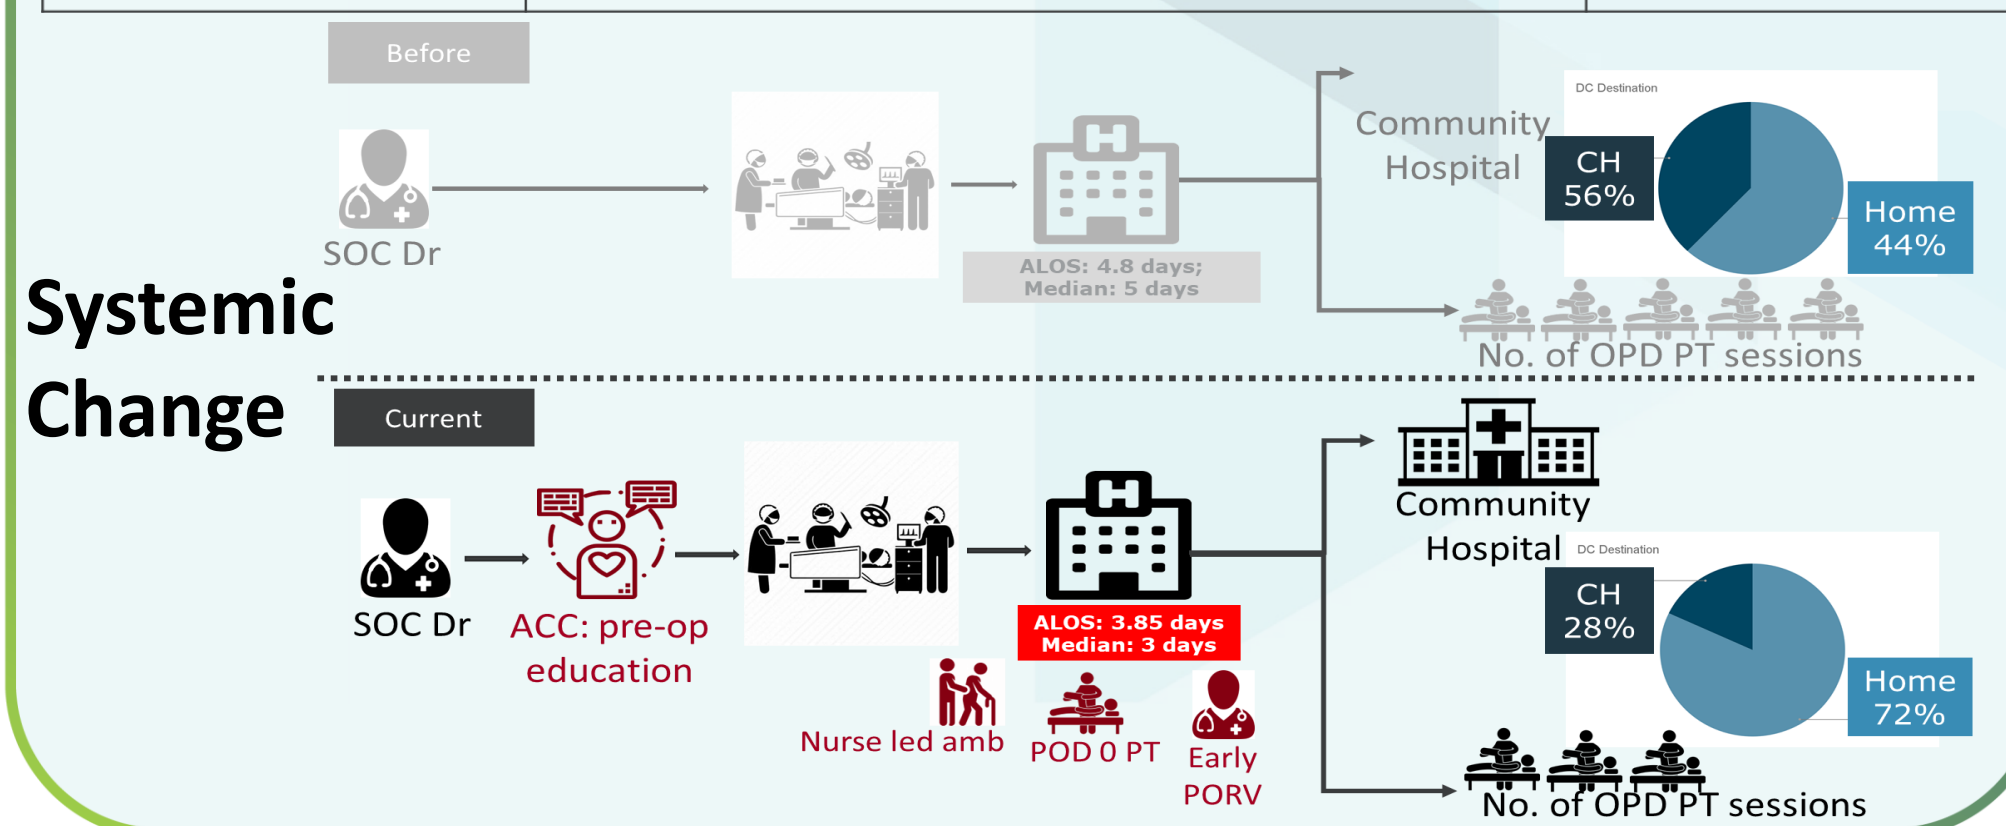 Before
DC Destination
Community
Hospital
CH
56%
Home
44%
SOC Dr
ALOS: 4.8 days;
Median: 5 days
No. of OPD PT sessions
Systemic
Change
Current
Community
Hospital
DC Destination
CH
28%
Home
72%
SOC Dr
ACC: pre-op
education
ALOS: 3.85 days
Median: 3 days
Nurse led amb
POD 0 PT
Early
PORV
No. of OPD PT sessions